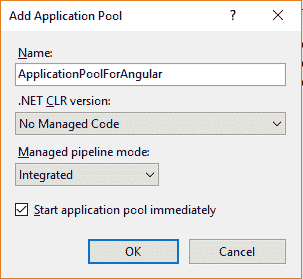 Add Application Pool
?
Name:
ApplicationPoolForAngular
.NET CLR version:
No Managed Code
Managed pipeline mode:
Integrated
Start application pool immediately
OK
Cancel